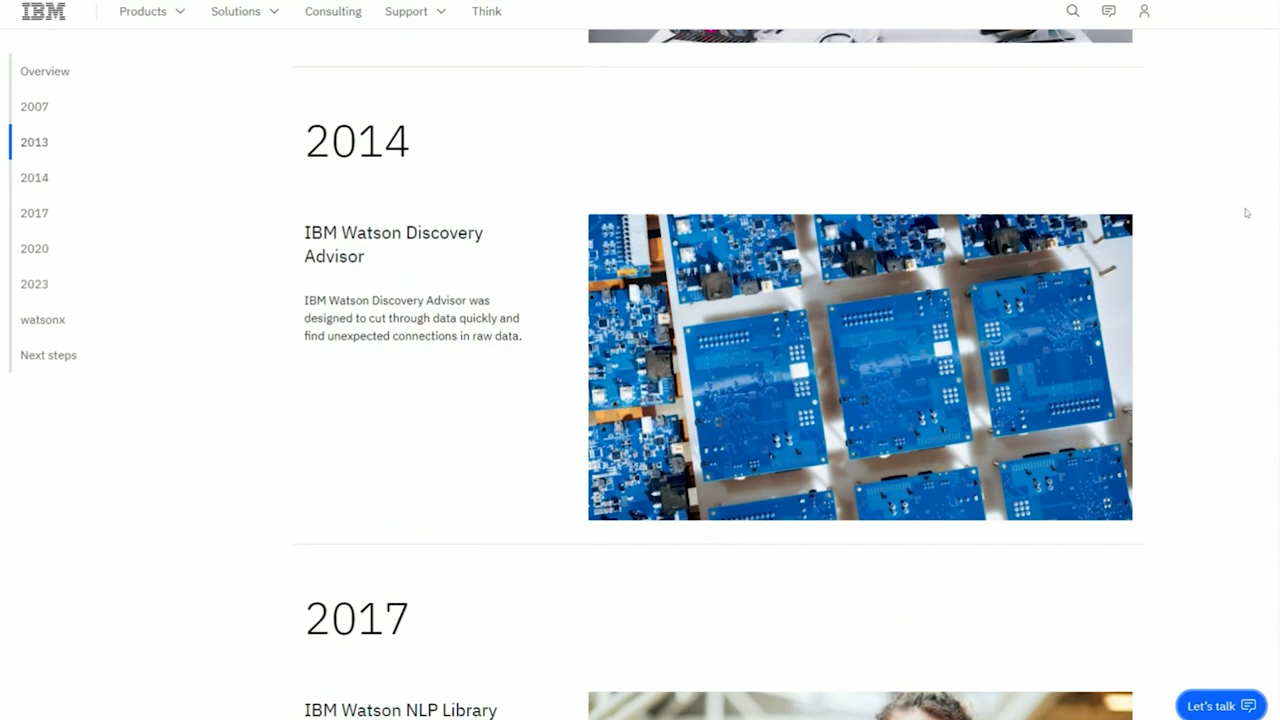 IBM
Products
Solutions
Consulting
Support
Think
Overview
2007
2013
2014
2017
2020
2023
watsonx
Next steps
2014
IBM Watson Discovery
Advisor
IBM Watson Discovery Advisor was
designed to cut through data quickly and
find unexpected connections in raw data.
2017
IBM Watson NLP Library
Let's talk